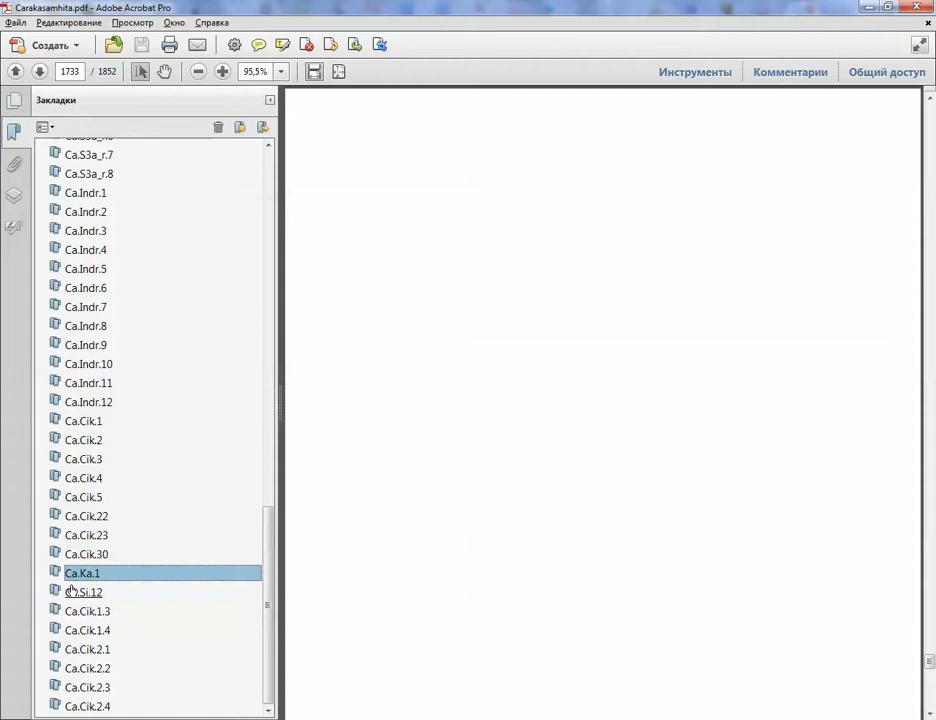 Carakasamhita.pdf - Adobe Acrobat Pro
Файл Редактирование Просмотр Окно Справка
Создать
1733 / 1852 95,5% Инструменты Комментарии Общий доступ
Закладки
Ca.S3a_r.7
Ca.S3a_r.8
Ca.Indr.1
Ca.Indr.2
Ca.Indr.3
Ca.Indr.4
Ca.Indr.5
Ca.Indr.6
Ca.Indr.7
Ca.Indr.8
Ca.Indr.9
Ca.Indr.10
Ca.Indr.11
Ca.Indr.12
Ca.Cik.1
Ca.Cik.2
Ca.Cik.3
Ca.Cik.4
Ca.Cik.5
Ca.Cik.22
Ca.Cik.23
Ca.Cik.30
Ca.Ka.1
Ca.Si.12
Ca.Cik.1.3
Ca.Cik.1.4
Ca.Cik.2.1
Ca.Cik.2.2
Ca.Cik.2.3
Ca.Cik.2.4